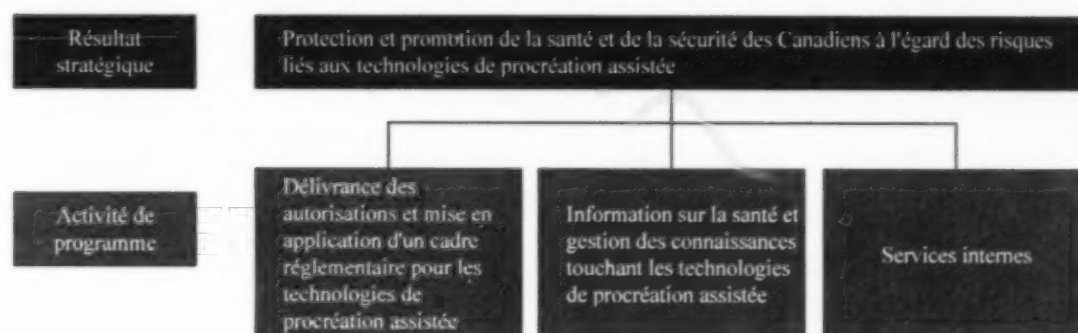 Résultat
stratégique
Protection et promotion de la santé et de la sécurité des Canadiens à l'égard des risques
liés aux technologies de procréation assistée
Activité de
programme
Délivrance des
autorisations et mise en
application d'un cadre
réglementaire pour les
technologies de
procréation assistée
Information sur la santé et
gestion des connaissances
touchant les technologies
de procréation assistée
Services internes